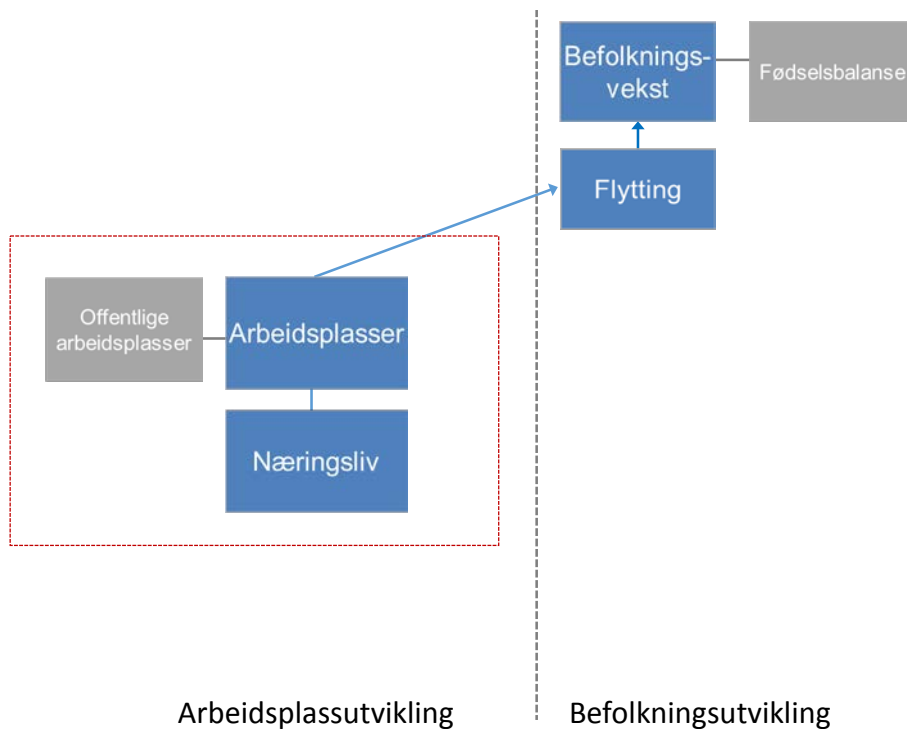 Befolknings-
vekst
Fødselsbalanse
Flytting
Offentlige
arbeidsplasser
Arbeidsplasser
Næringsliv
Arbeidsplassutvikling
Befolkningsutvikling